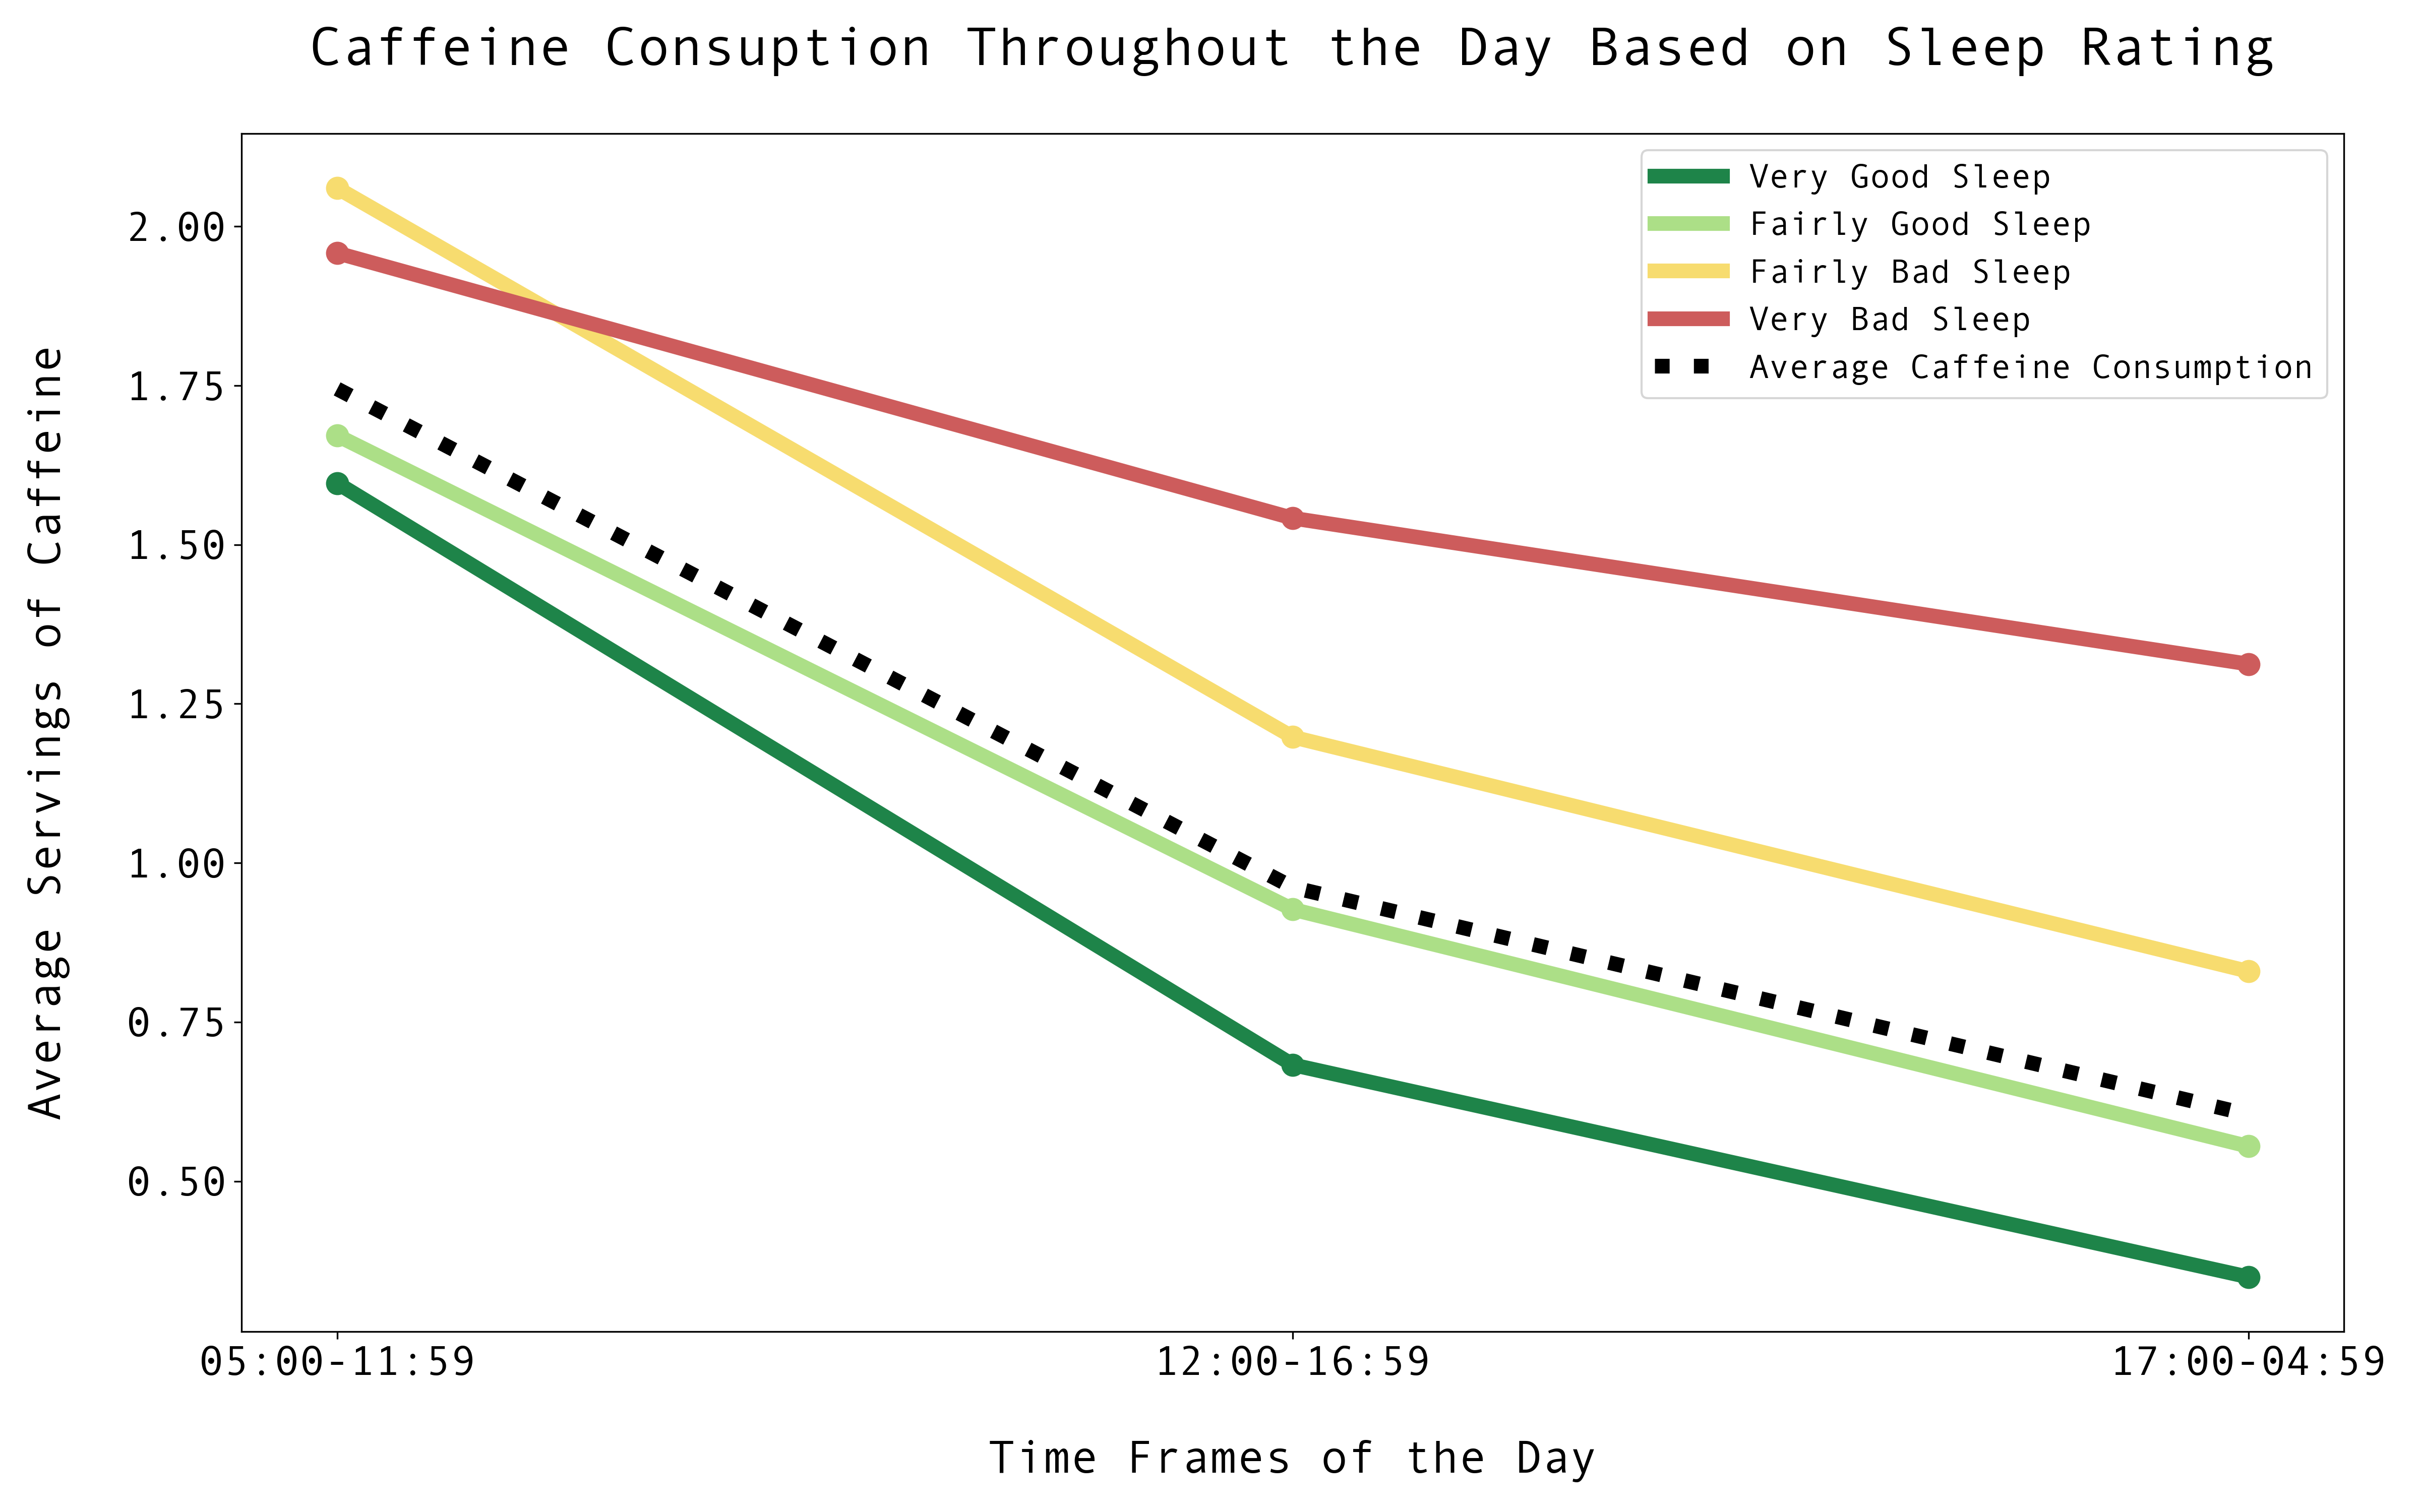 Caffeine Consuption Throughout the Day Based on Sleep Rating
Very Good Sleep
Fairly Good Sleep
Fairly Bad Sleep
Very Bad Sleep
Average Caffeine Consumption
Average Servings of Caffeine
2.00
1.75
1.50
1.25
1.00
0.75
0.50
05:00-11:59 12:00-16:59 17:00-04:59
Time Frames of the Day